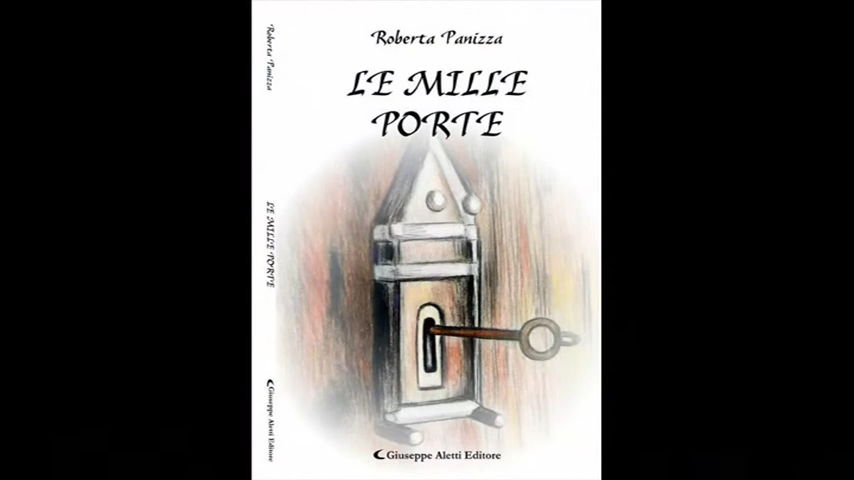 Roberta Panizza
LE MILLE
PORTE
Giuseppe Aletti Editore
Roberta Panizza
LE MILLE PORTE
Giuseppe Aletti Editore